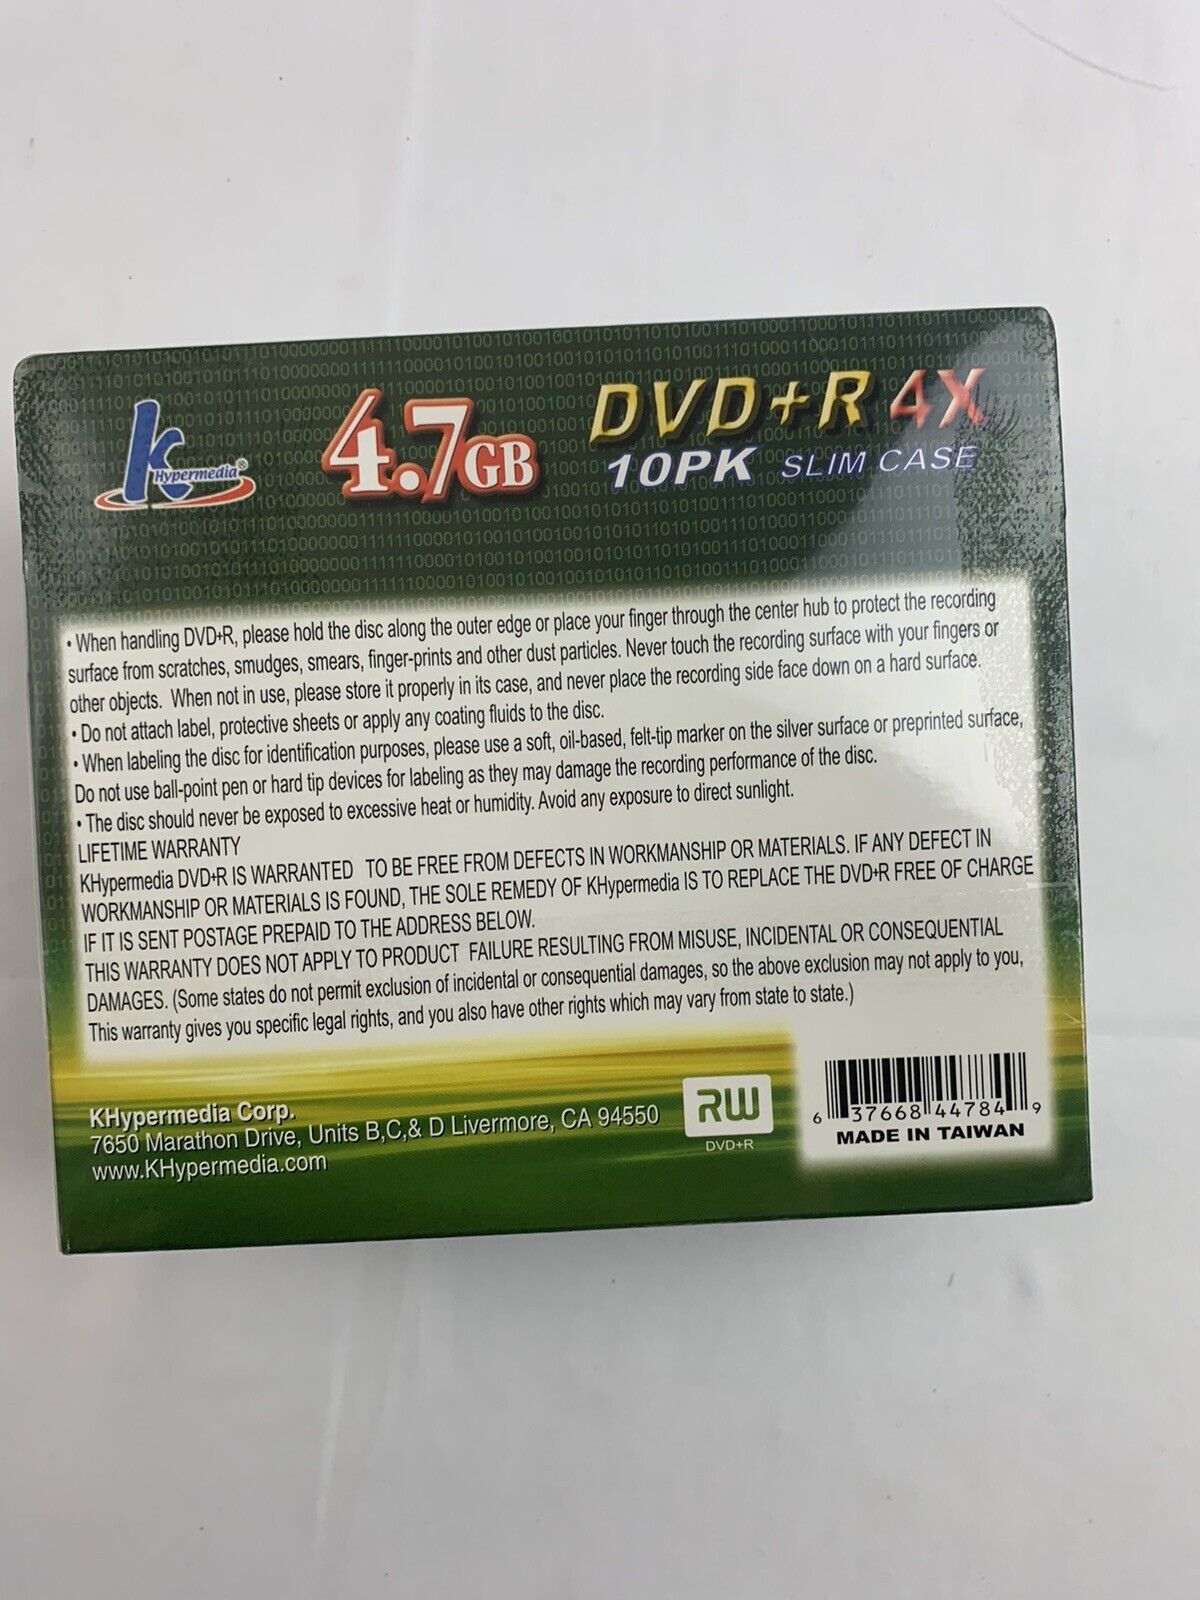 K Hypermedia®
4.7GB
DVD+R 4X
10PK SLIM CASE
• When handling DVD+R, please hold the disc along the outer edge or place your finger through the center hub to protect the recording
surface from scratches, smudges, smears, finger-prints and other dust particles. Never touch the recording surface with your fingers or
other objects. When not in use, please store it properly in its case, and never place the recording side face down on a hard surface.
• Do not attach label, protective sheets or apply any coating fluids to the disc.
• When labeling the disc for identification purposes, please use a soft, oil-based, felt-tip marker on the silver surface or preprinted surface,
Do not use ball-point pen or hard tip devices for labeling as they may damage the recording performance of the disc.
• The disc should never be exposed to excessive heat or humidity. Avoid any exposure to direct sunlight.
LIFETIME WARRANTY
KHypermedia DVD+R IS WARRANTED TO BE FREE FROM DEFECTS IN WORKMANSHIP OR MATERIALS. IF ANY DEFECT IN
WORKMANSHIP OR MATERIALS IS FOUND, THE SOLE REMEDY OF KHypermedia IS TO REPLACE THE DVD+R FREE OF CHARGE
IF IT IS SENT POSTAGE PREPAID TO THE ADDRESS BELOW.
THIS WARRANTY DOES NOT APPLY TO PRODUCT FAILURE RESULTING FROM MISUSE, INCIDENTAL OR CONSEQUENTIAL
DAMAGES. (Some states do not permit exclusion of incidental or consequential damages, so the above exclusion may not apply to you,
This warranty gives you specific legal rights, and you also have other rights which may vary from state to state.)
KHypermedia Corp.
7650 Marathon Drive, Units B,C,& D Livermore, CA 94550
www.KHypermedia.com
RW
DVD+R
6 37668 44784 9
MADE IN TAIWAN